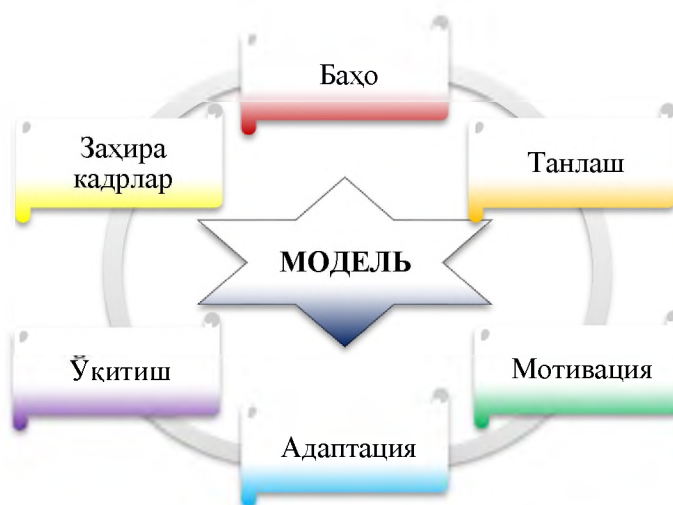 Баҳо
Заҳира
кадрлар
Танлаш
МОДЕЛЬ
Ўқитиш
Мотивация
Адаптация